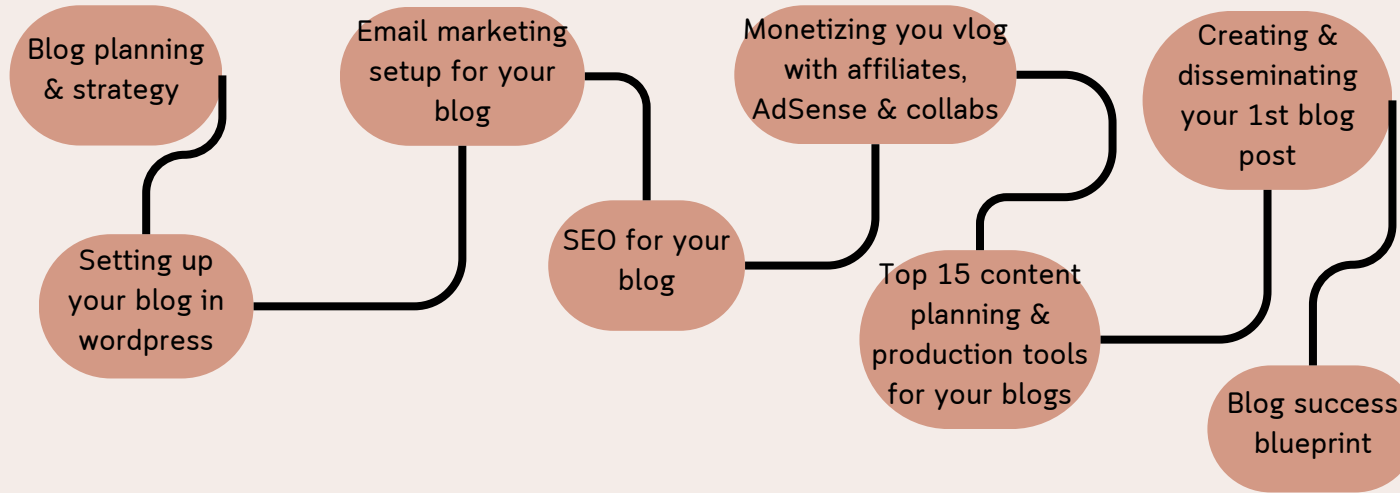 Blog planning
& strategy
Setting up
your blog in
wordpress
Email marketing
setup for your
blog
SEO for your
blog
Monetizing you vlog
with affiliates,
AdSense & collabs
Top 15 content
planning &
production tools
for your blogs
Creating &
disseminating
your 1st blog
post
Blog success
blueprint